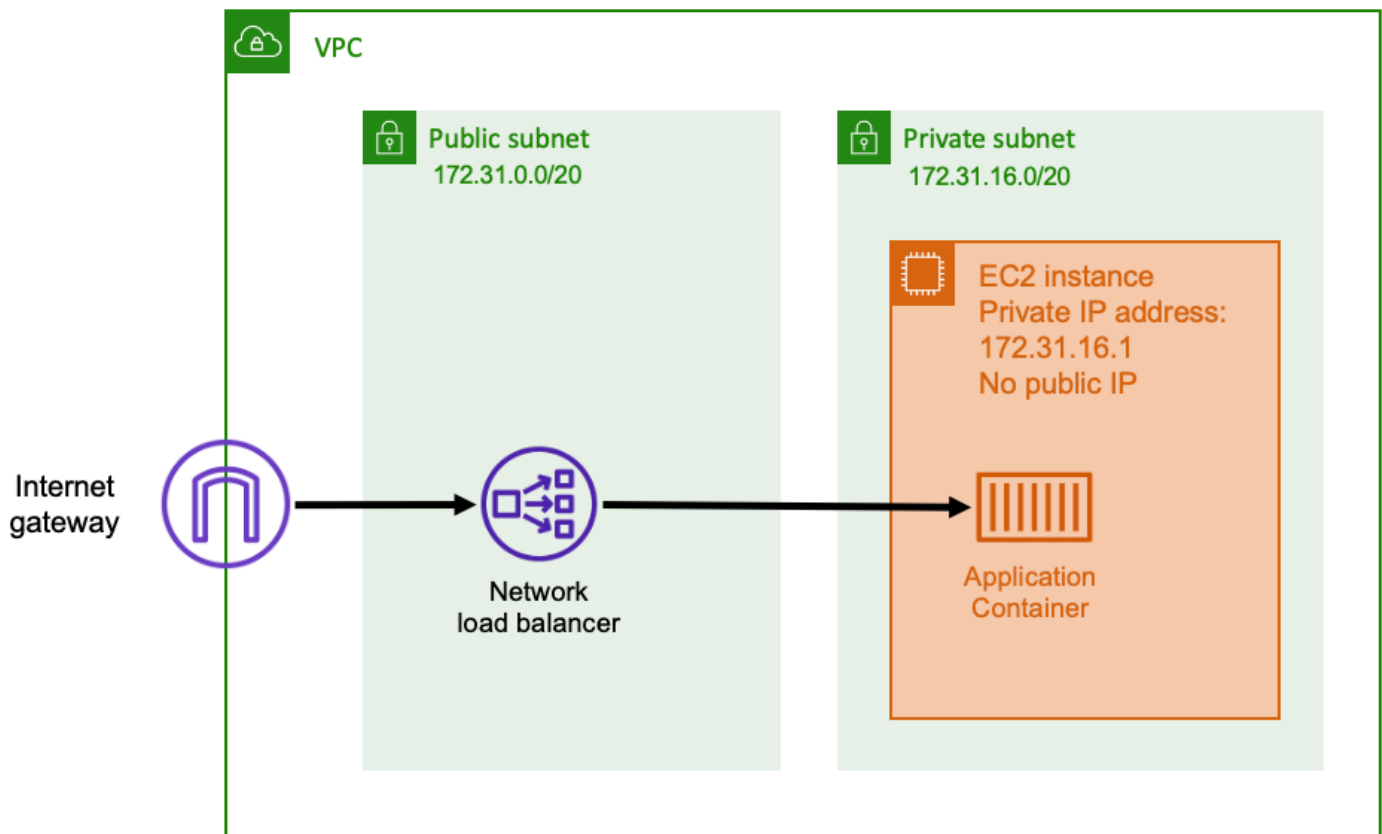 VPC
Public subnet
172.31.0.0/20
Private subnet
172.31.16.0/20
EC2 instance
Private IP address:
172.31.16.1
No public IP
Internet
gateway
Network
load balancer
Application
Container